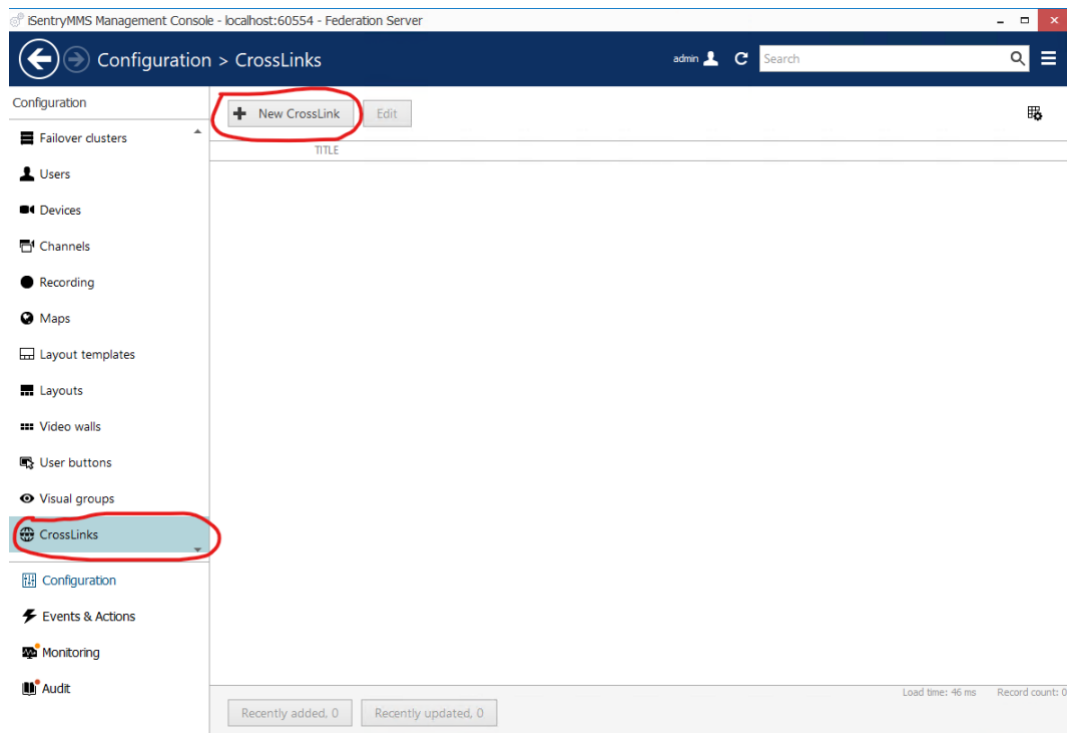 iSentryMMS Management Console - localhost:60554 - Federation Server
Configuration > CrossLinks
admin
Search
Configuration
New CrossLink
Edit
TITLE
Failover clusters
Users
Devices
Channels
Recording
Maps
Layout templates
Layouts
Video walls
User buttons
Visual groups
CrossLinks
Configuration
Events & Actions
Monitoring
Audit
Load time: 46 ms
Record count: 0
Recently added, 0
Recently updated, 0